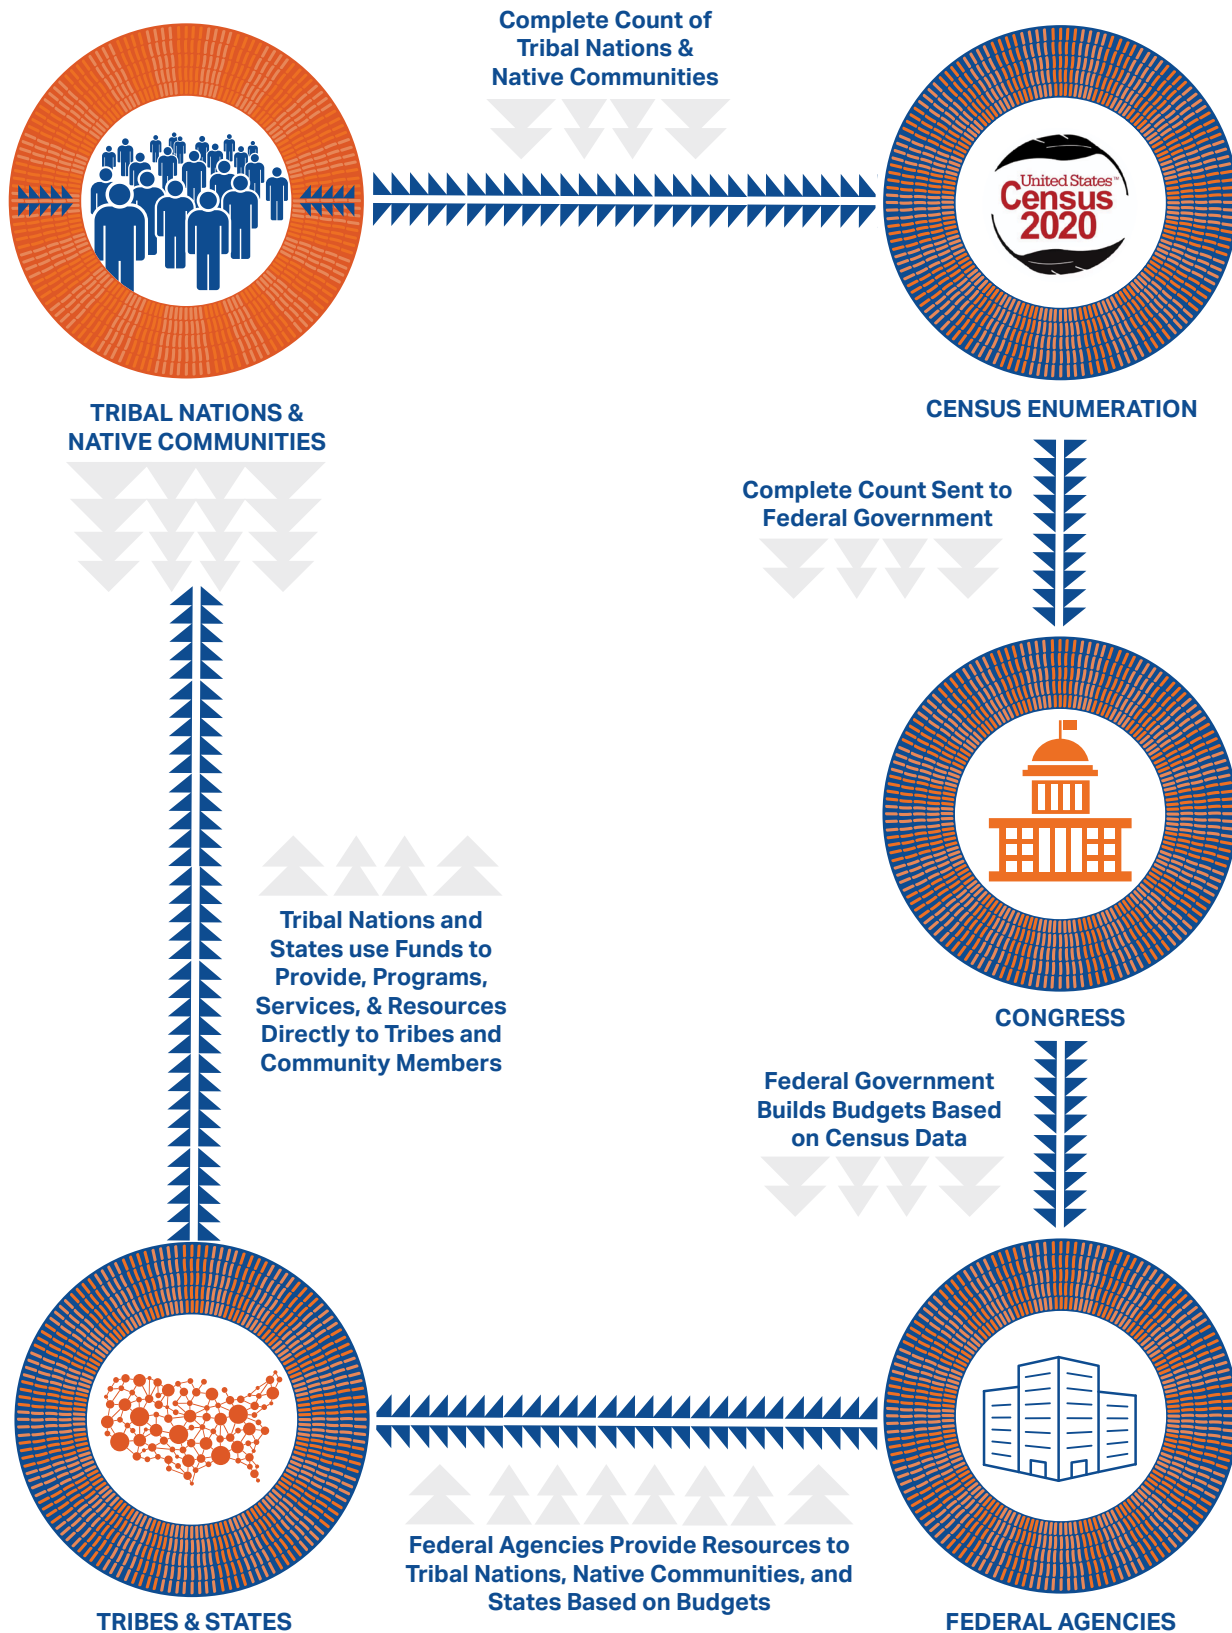 Complete Count of
Tribal Nations &
Native Communities
United States™
Census
2020
TRIBAL NATIONS &
NATIVE COMMUNITIES
CENSUS ENUMERATION
Complete Count Sent to
Federal Government
CONGRESS
Tribal Nations and
States use Funds to
Provide, Programs,
Services, & Resources
Directly to Tribes and
Community Members
Federal Government
Builds Budgets Based
on Census Data
Federal Agencies Provide Resources to
Tribal Nations, Native Communities, and
States Based on Budgets
TRIBES & STATES
FEDERAL AGENCIES